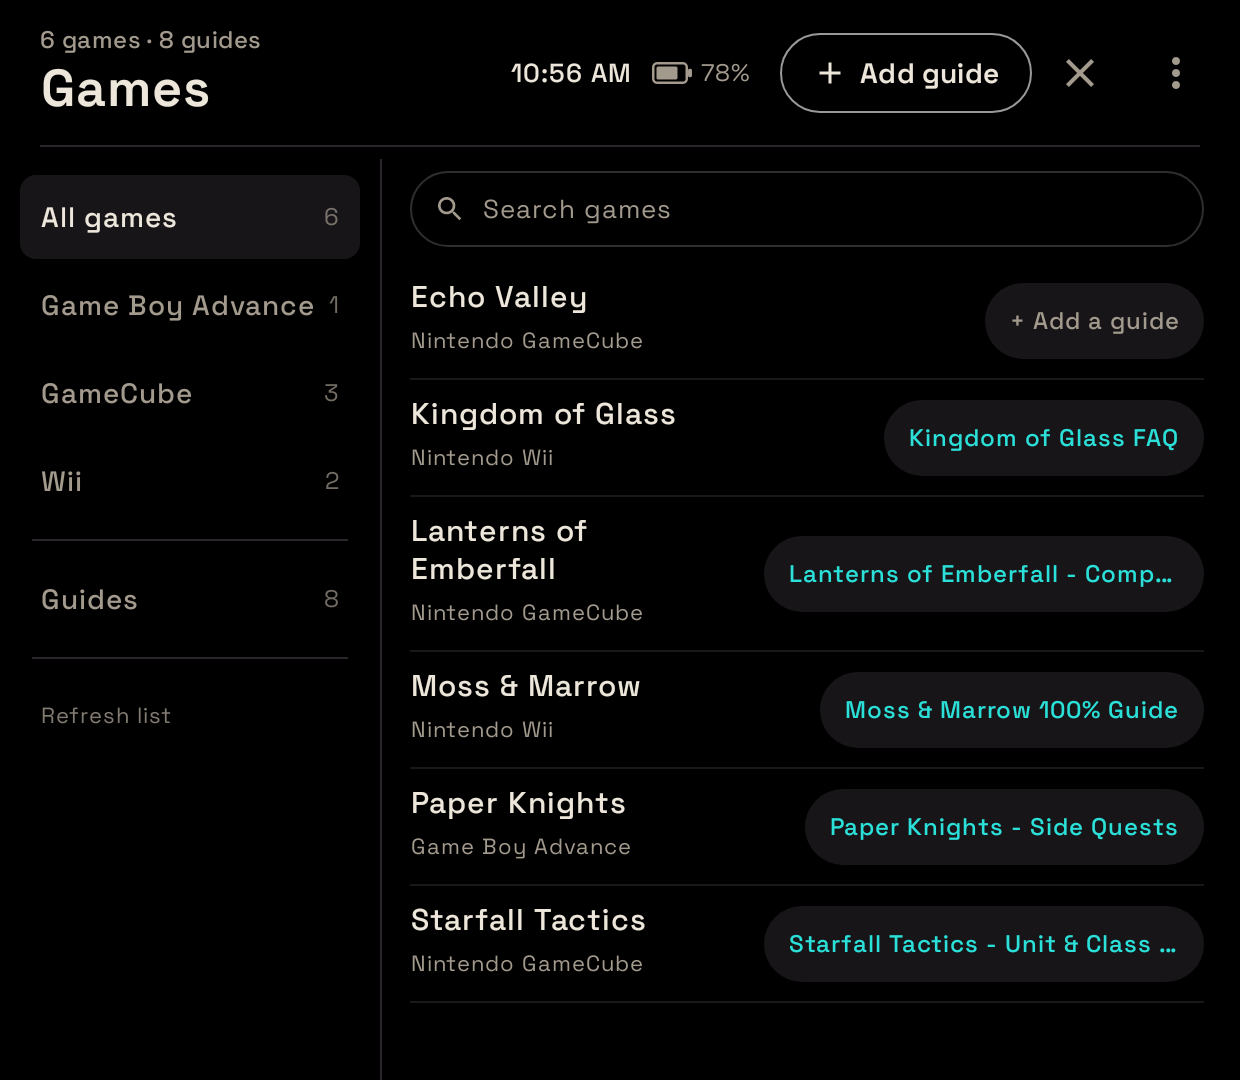 6 games · 8 guides
Games
10:56 AM
78%
+ Add guide
All games 6
Game Boy Advance 1
GameCube 3
Wii 2
Guides 8
Refresh list
Search games
Echo Valley
Nintendo GameCube
+ Add a guide
Kingdom of Glass
Nintendo Wii
Kingdom of Glass FAQ
Lanterns of
Emberfall
Nintendo GameCube
Lanterns of Emberfall - Comp...
Moss & Marrow
Nintendo Wii
Moss & Marrow 100% Guide
Paper Knights
Game Boy Advance
Paper Knights - Side Quests
Starfall Tactics
Nintendo GameCube
Starfall Tactics - Unit & Class ...